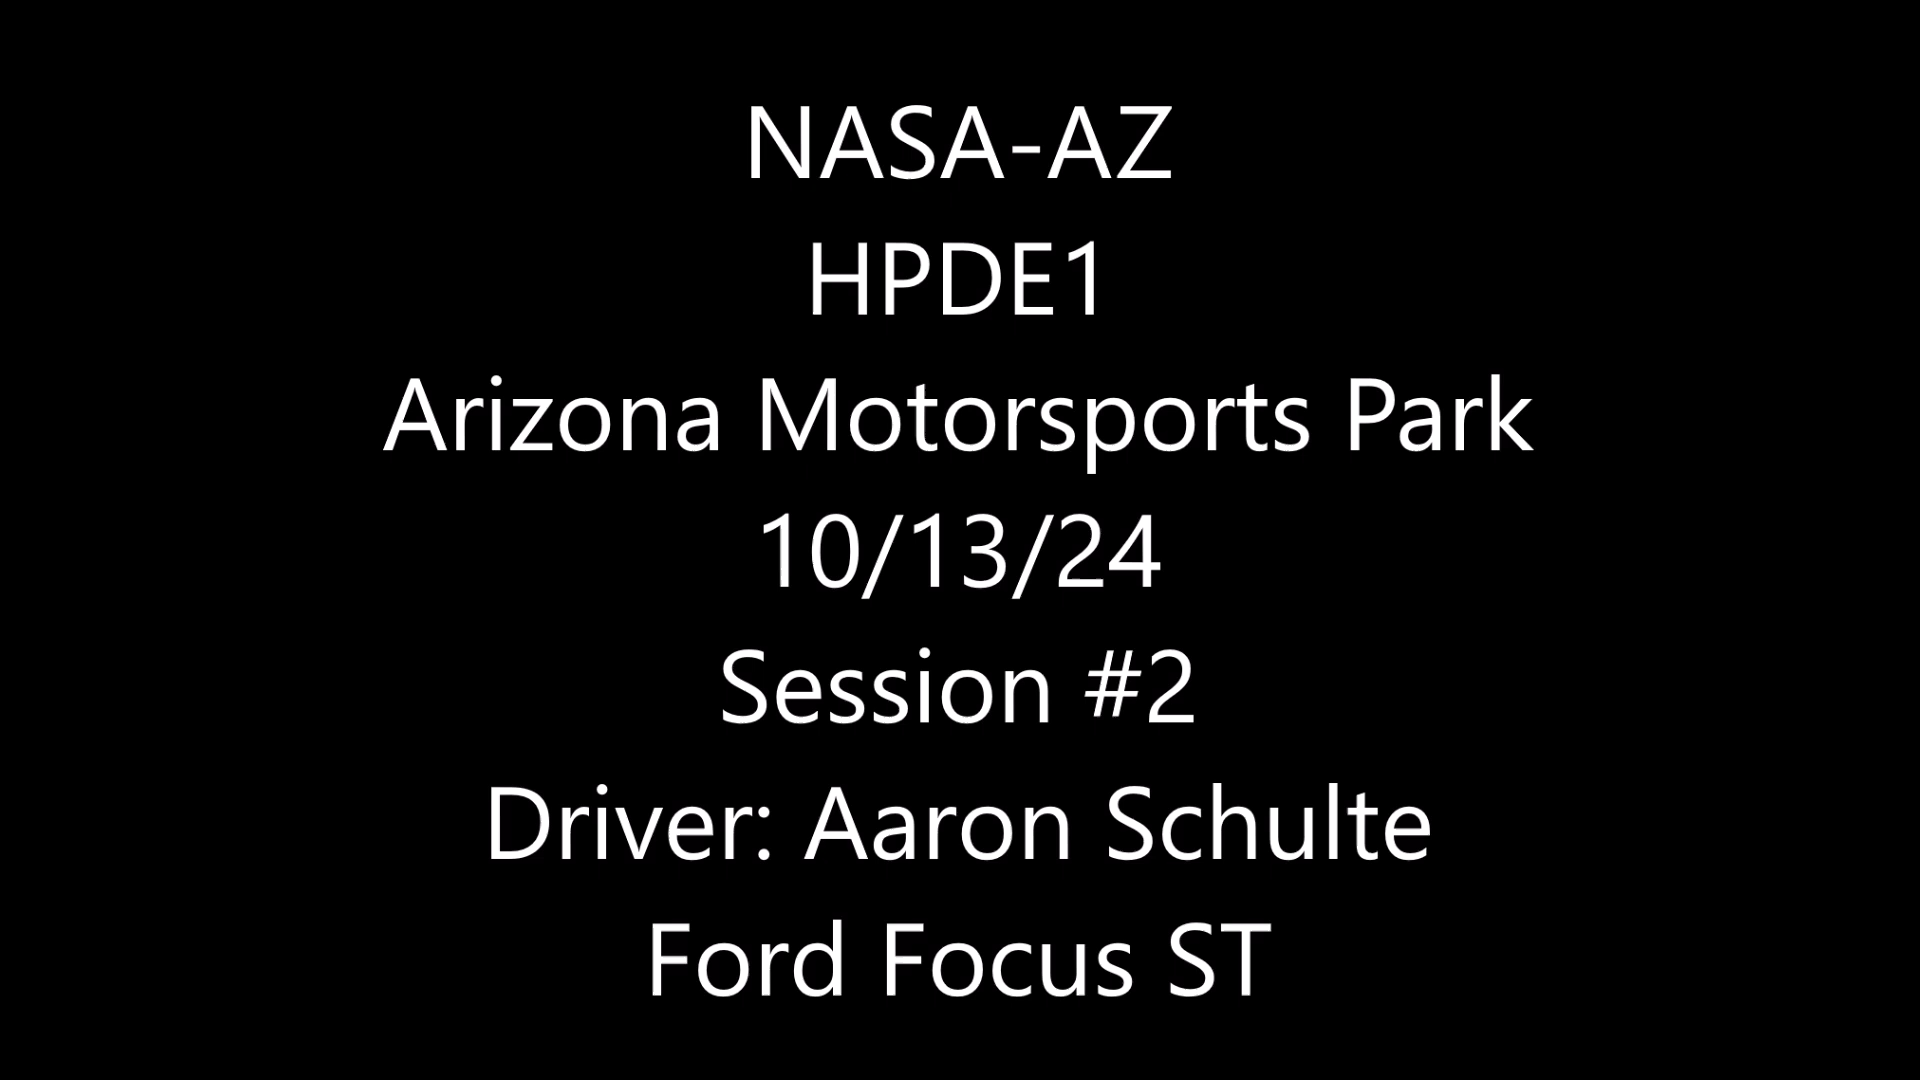 NASA-AZ
HPDE1
Arizona Motorsports Park
10/13/24
Session #2
Driver: Aaron Schulte
Ford Focus ST